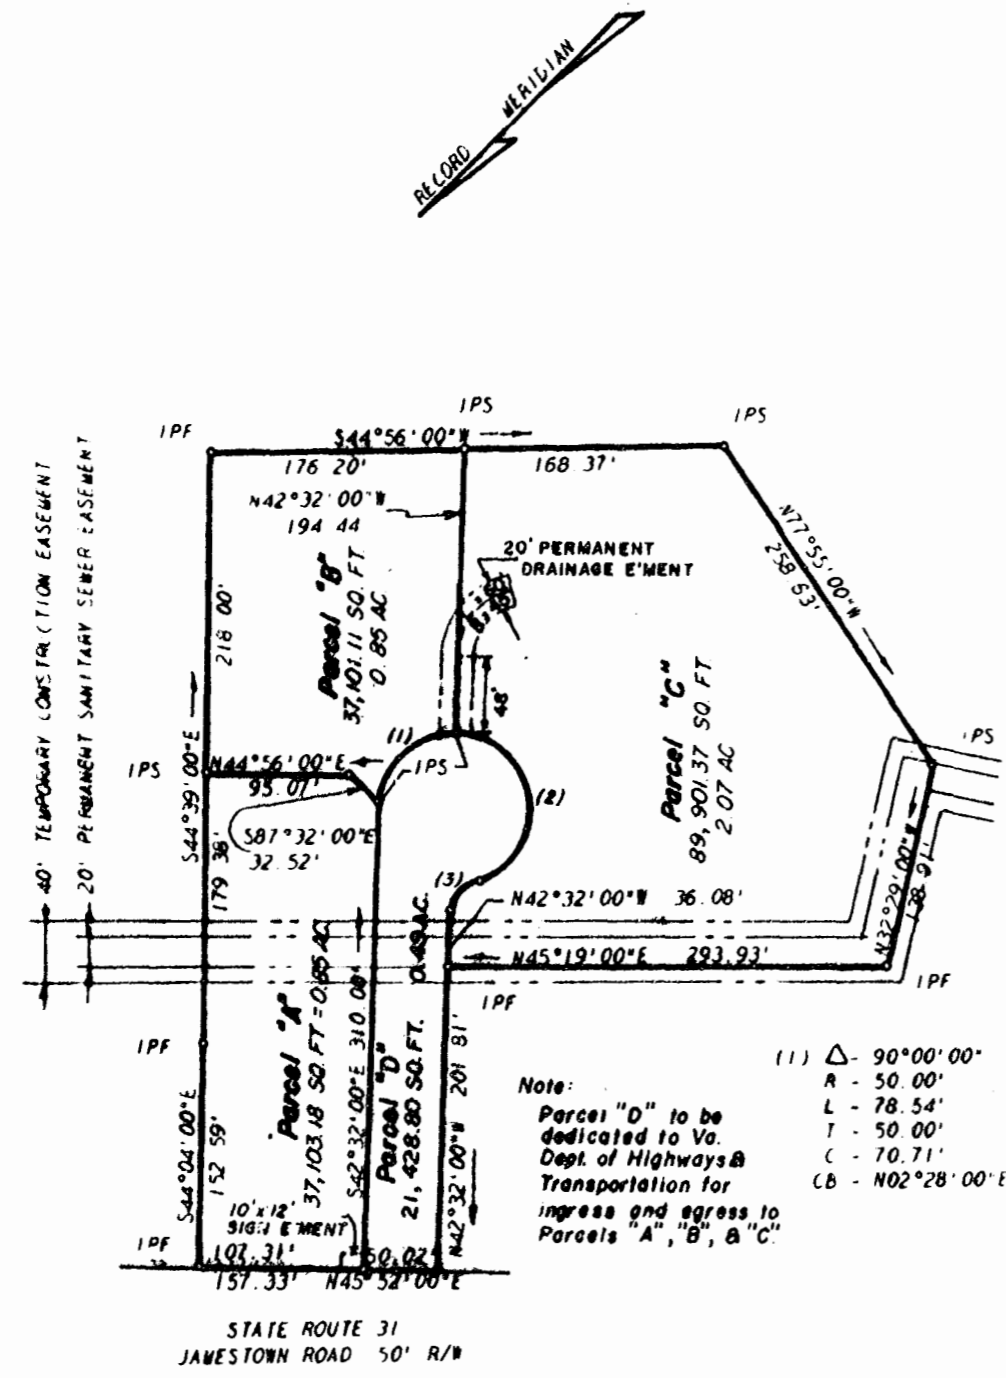 RECORD MERIDIAN
IPF
IPS
IPS
S44°56'00"W
176.20'
168.37'
N42°32'00"W
194.44
20' PERMANENT
DRAINAGE E'MENT
N77°55'00"W
258.63'
40' TEMPORARY CONSTRUCTION EASEMENT
20' PERMANENT SANITARY SEWER EASEMENT
218.00'
Parcel "B"
37,101.11 SQ. FT
0.85 AC
48'
Parcel "C"
89,901.37 SQ. FT
2.07 AC
(1)
IPS
IPS
S44°39'00"E
N44°56'00"E
95.07'
IPS
(2)
S87°32'00"E
32.52'
179.38'
(3)
N42°32'00"W 36.08'
N32°29'00"W
138.91'
N45°19'00"E 293.93'
IPF
IPF
IPF
Parcel "A"
37,103.18 SQ. FT = 0.85 AC.
S42°32'00"E 310.08'
Parcel "D"
21,428.80 SQ. FT.
0.49 AC.
N42°32'00"W 201.81'
S44°04'00"E
152.59'
(1) Δ - 90°00'00"
R - 50.00'
L - 78.54'
T - 50.00'
C - 70.71'
CB - N02°28'00"E
Note:
Parcel "D" to be
dedicated to Va.
Dept. of Highways &
Transportation for
ingress and egress to
Parcels "A", "B", & "C".
10'x12'
SIGN E'MENT
IPF
107.31'
50.02'
157.33' N45°52'00"E
STATE ROUTE 31
JAMESTOWN ROAD 50' R/W